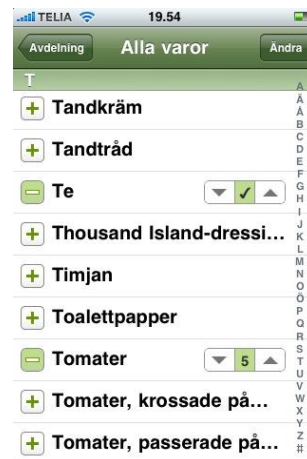 TELIA 19.54
Avdelning Alla varor Ändra
T
Tandkräm
Tandtråd
Te
Thousand Island-dressi...
Timjan
Toalettpapper
Tomater 5
Tomater, krossade på...
Tomater, passerade på...
A
Ä
Å
B
C
D
E
F
G
H
I
J
K
L
M
N
O
Ö
P
Q
R
S
T
U
V
W
X
Y
Z
#